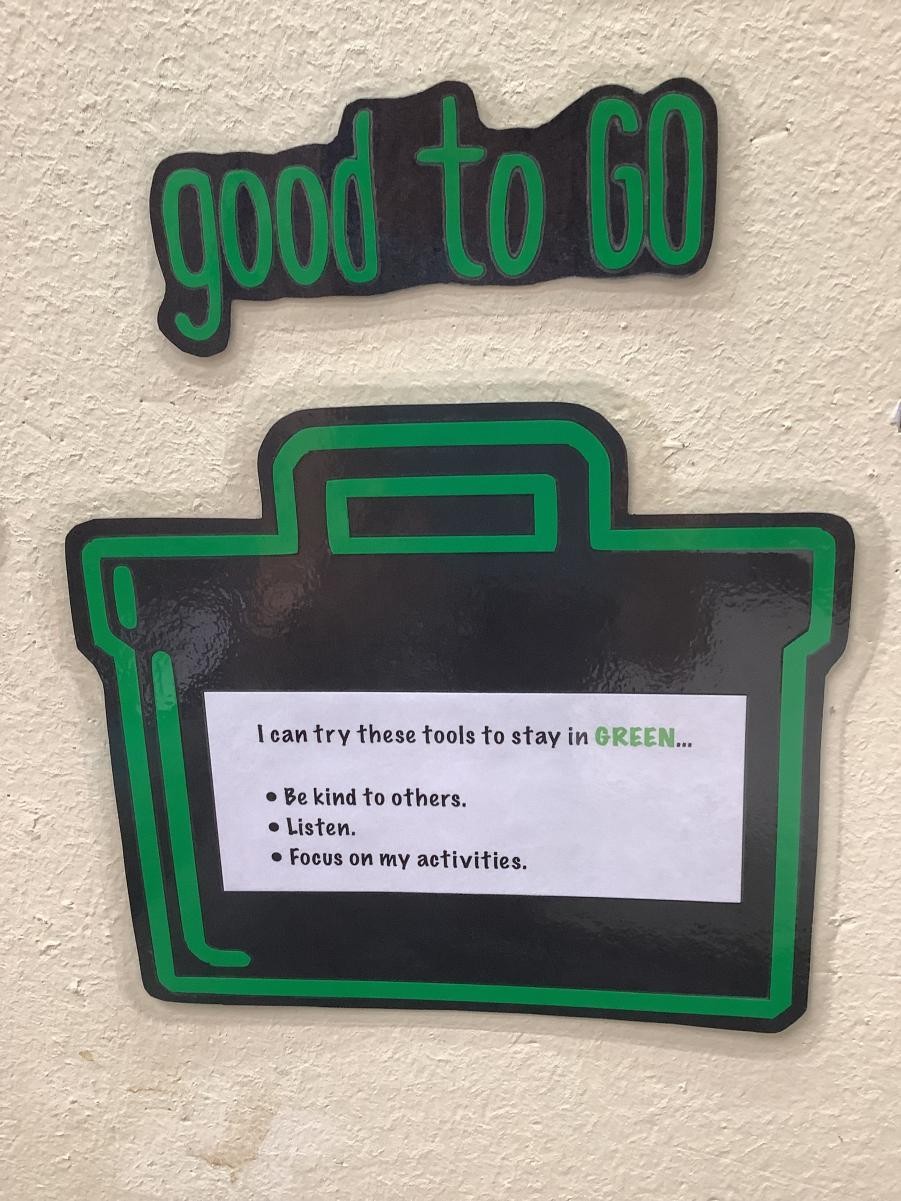 good to GO
I can try these tools to stay in GREEN...
• Be kind to others.
• Listen.
• Focus on my activities.